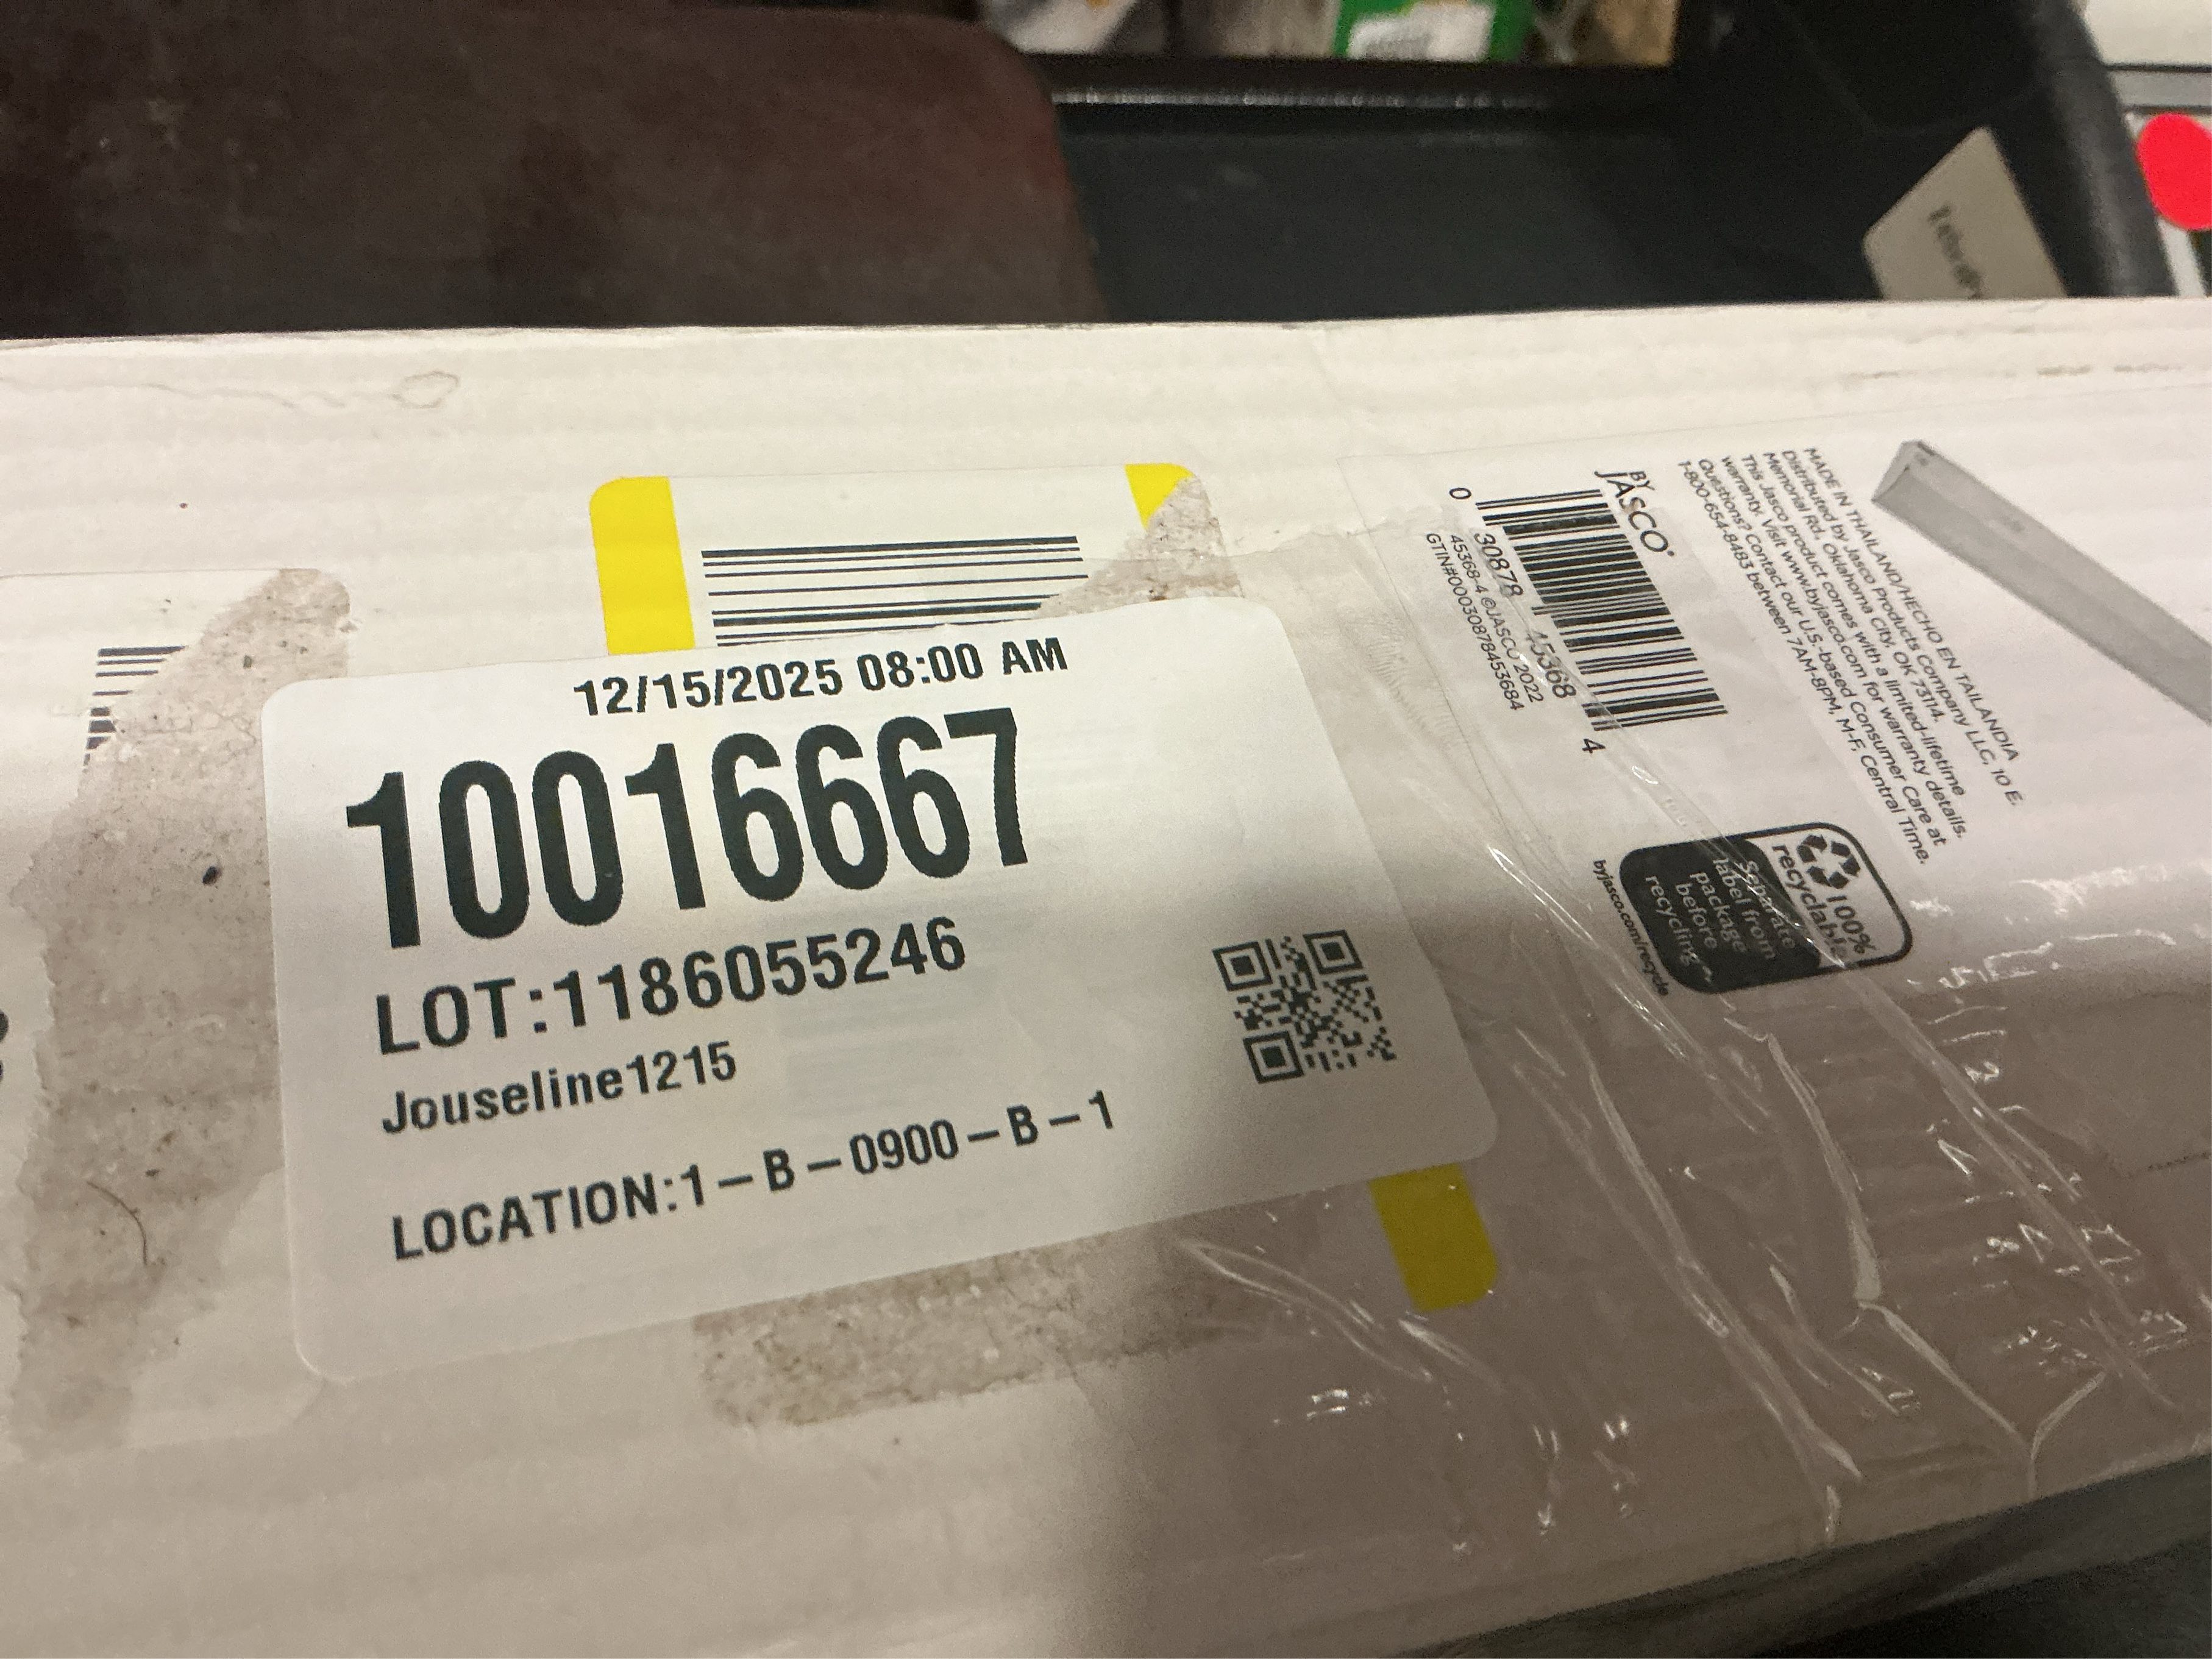 12/15/2025 08:00 AM
10016667
LOT:1186055246
Jouseline1215
LOCATION:1-B-0900-B-1
MADE IN THAILAND/HECHO EN TAILANDIA
Distributed by Jasco Products Company LLC, 10 E.
Memorial Rd, Oklahoma City, OK 73114.
This Jasco product comes with a limited-lifetime
warranty. Visit www.byjasco.com for warranty details.
Questions? Contact our U.S.-based Consumer Care at
1-800-654-8483 between 7AM-8PM, M-F, Central Time.
BY
JASCO®
0 30878 45368 4
45368-4 ©JASCO 2022
GTIN#00030878453684
100%
recyclable
Separate
label from
package
before
recycling
byjasco.com/recycle